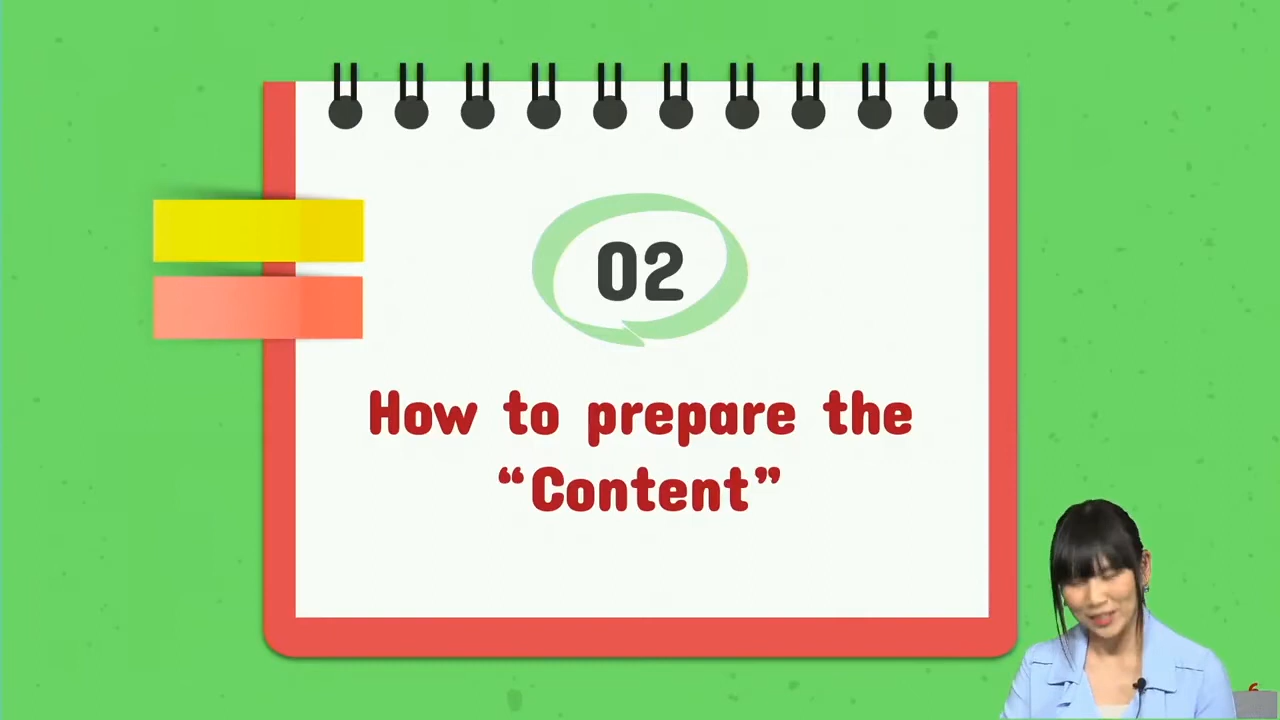 02
How to prepare the
“Content”